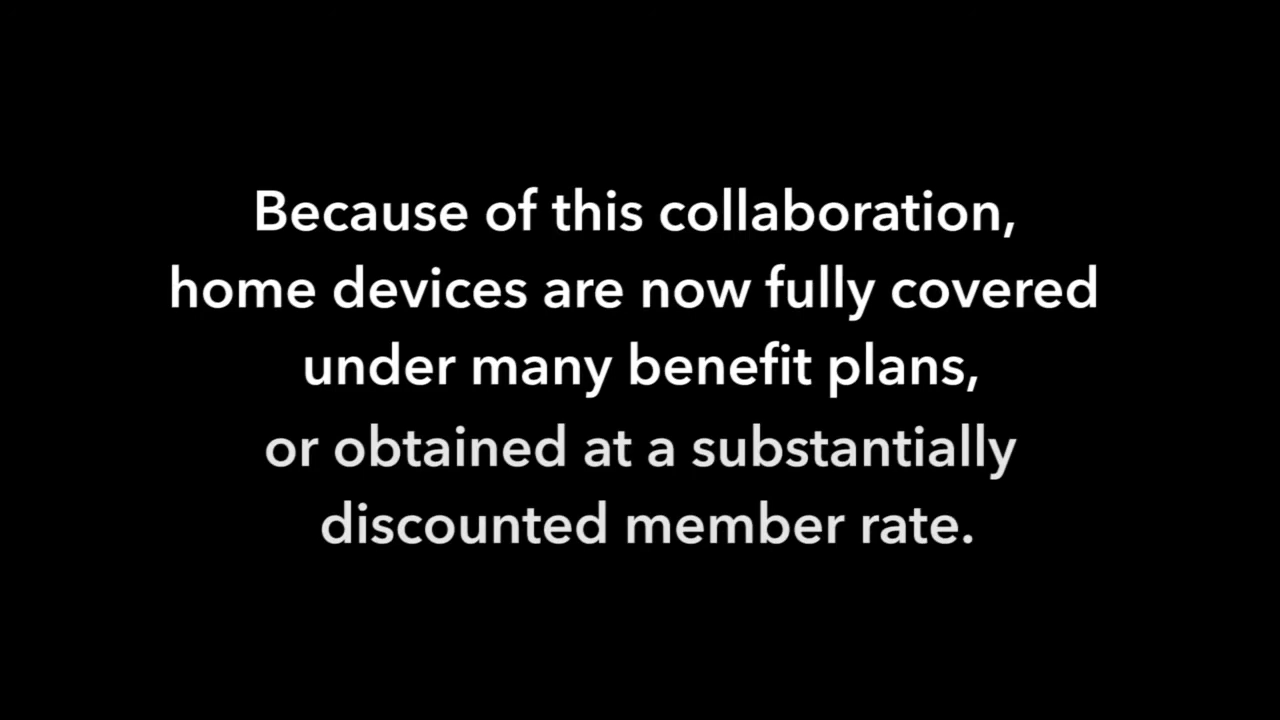 Because of this collaboration,
home devices are now fully covered
under many benefit plans,
or obtained at a substantially
discounted member rate.